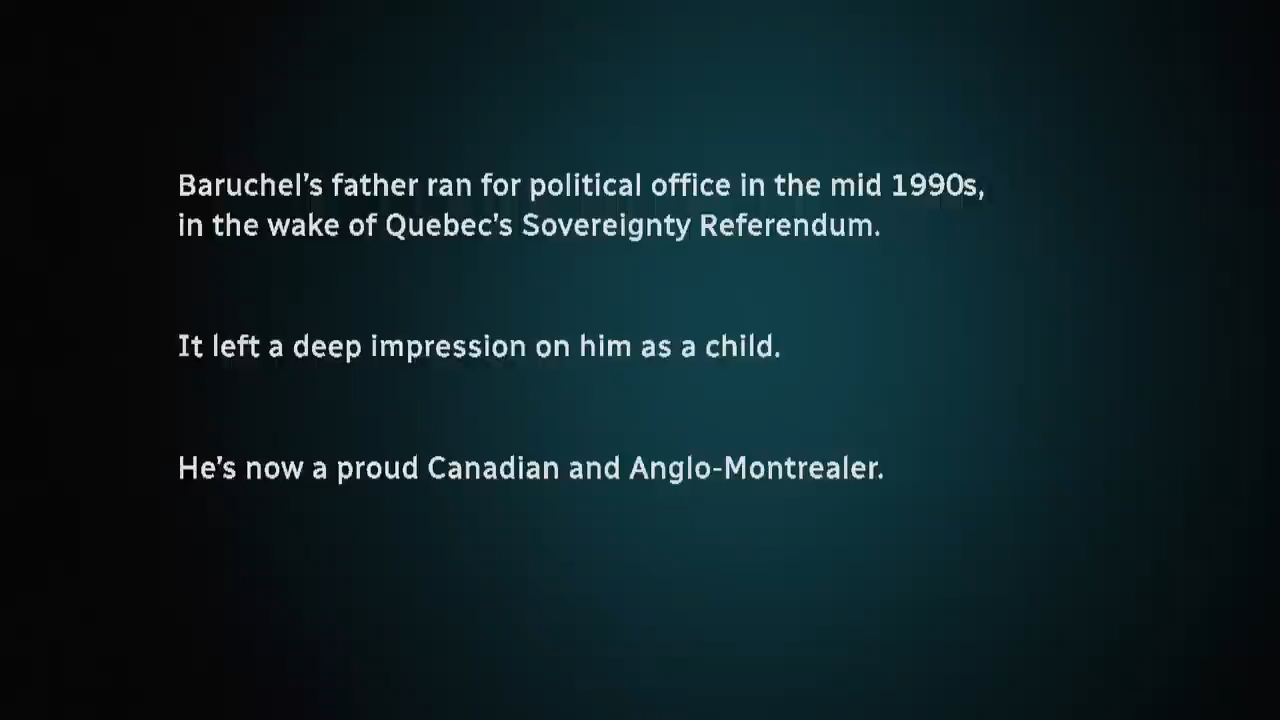 Baruchel’s father ran for political office in the mid 1990s,
in the wake of Quebec’s Sovereignty Referendum.
It left a deep impression on him as a child.
He’s now a proud Canadian and Anglo-Montrealer.